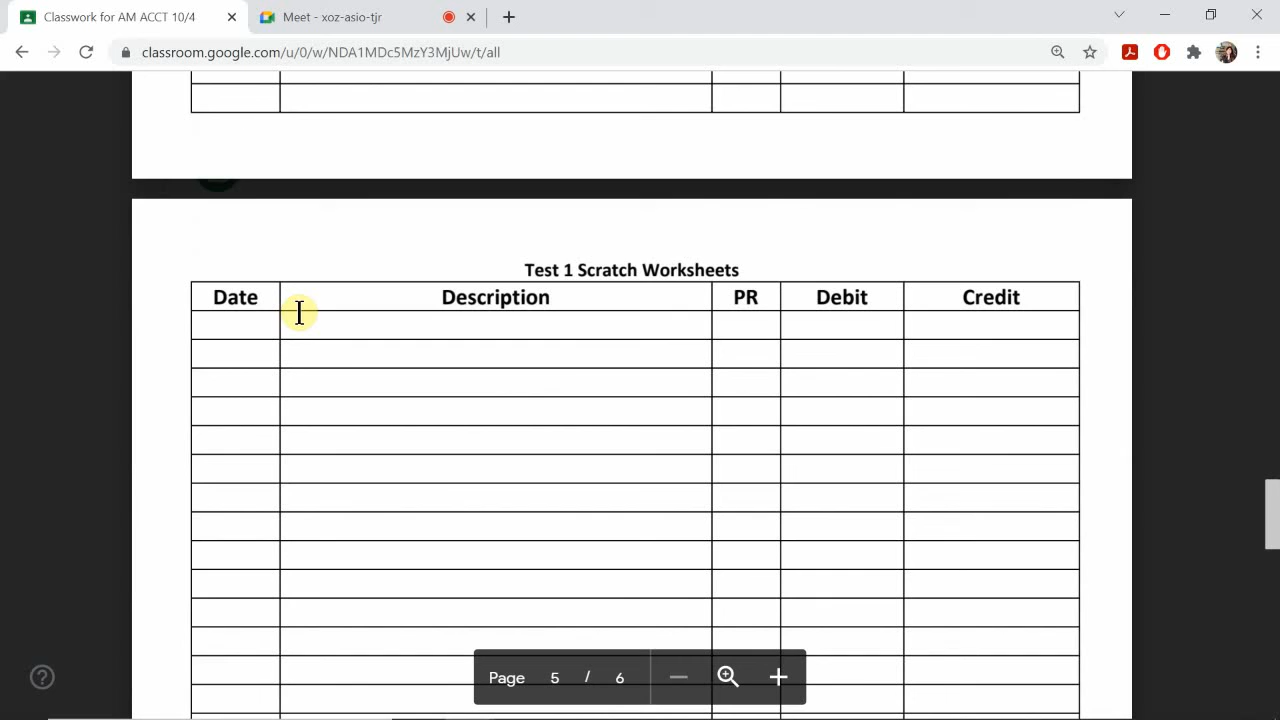 Classwork for AM ACCT 10/4
Meet - xoz-asio-tjr
classroom.google.com/u/0/w/NDA1MDc5MzY3MjUw/t/all
Test 1 Scratch Worksheets
Date Description PR Debit Credit
Page 5 / 6